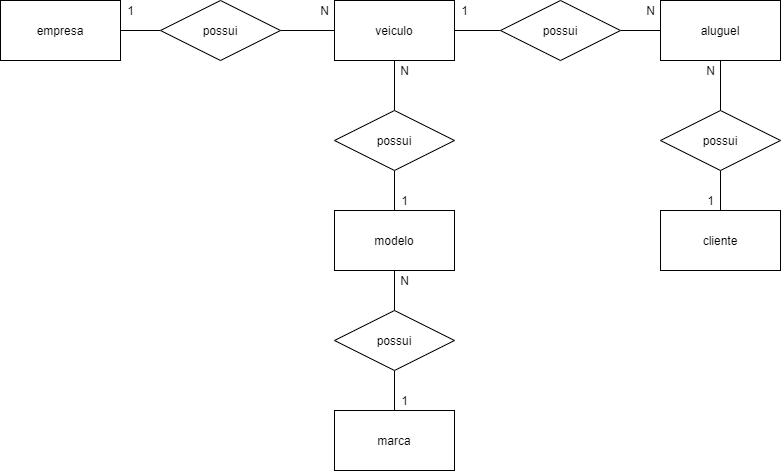 empresa
1
possui
N
veiculo
1
possui
N
aluguel
N
possui
1
modelo
N
possui
1
marca
N
possui
1
cliente